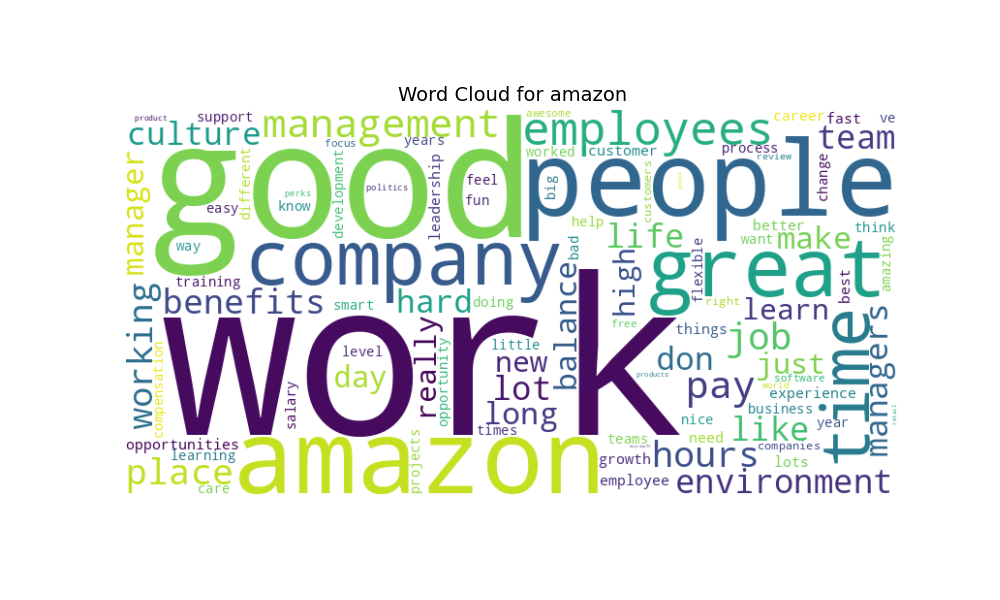 Word Cloud for amazon
product
support
awesome
career
fast
ve
culture
management
employees
team
focus
years
good
worked
customer
process
review
people
manager
different
development
leadership
politics
feel
big
customers
change
perks
know
fun
easy
way
help
life
better
think
want
make
company
bad
great
flexible
amazing
training
high
best
benefits
smart
hard
doing
balance
right
learn
working
work
free
things
job
time
managers
level
really
opportunity
little
new
don
just
compensation
day
lot
products
pay
software
world
experience
salary
long
nice
business
year
retail
times
like
opportunities
learning
amazon
projects
teams
need
companies
place
care
growth
hours
lots
employee
environment